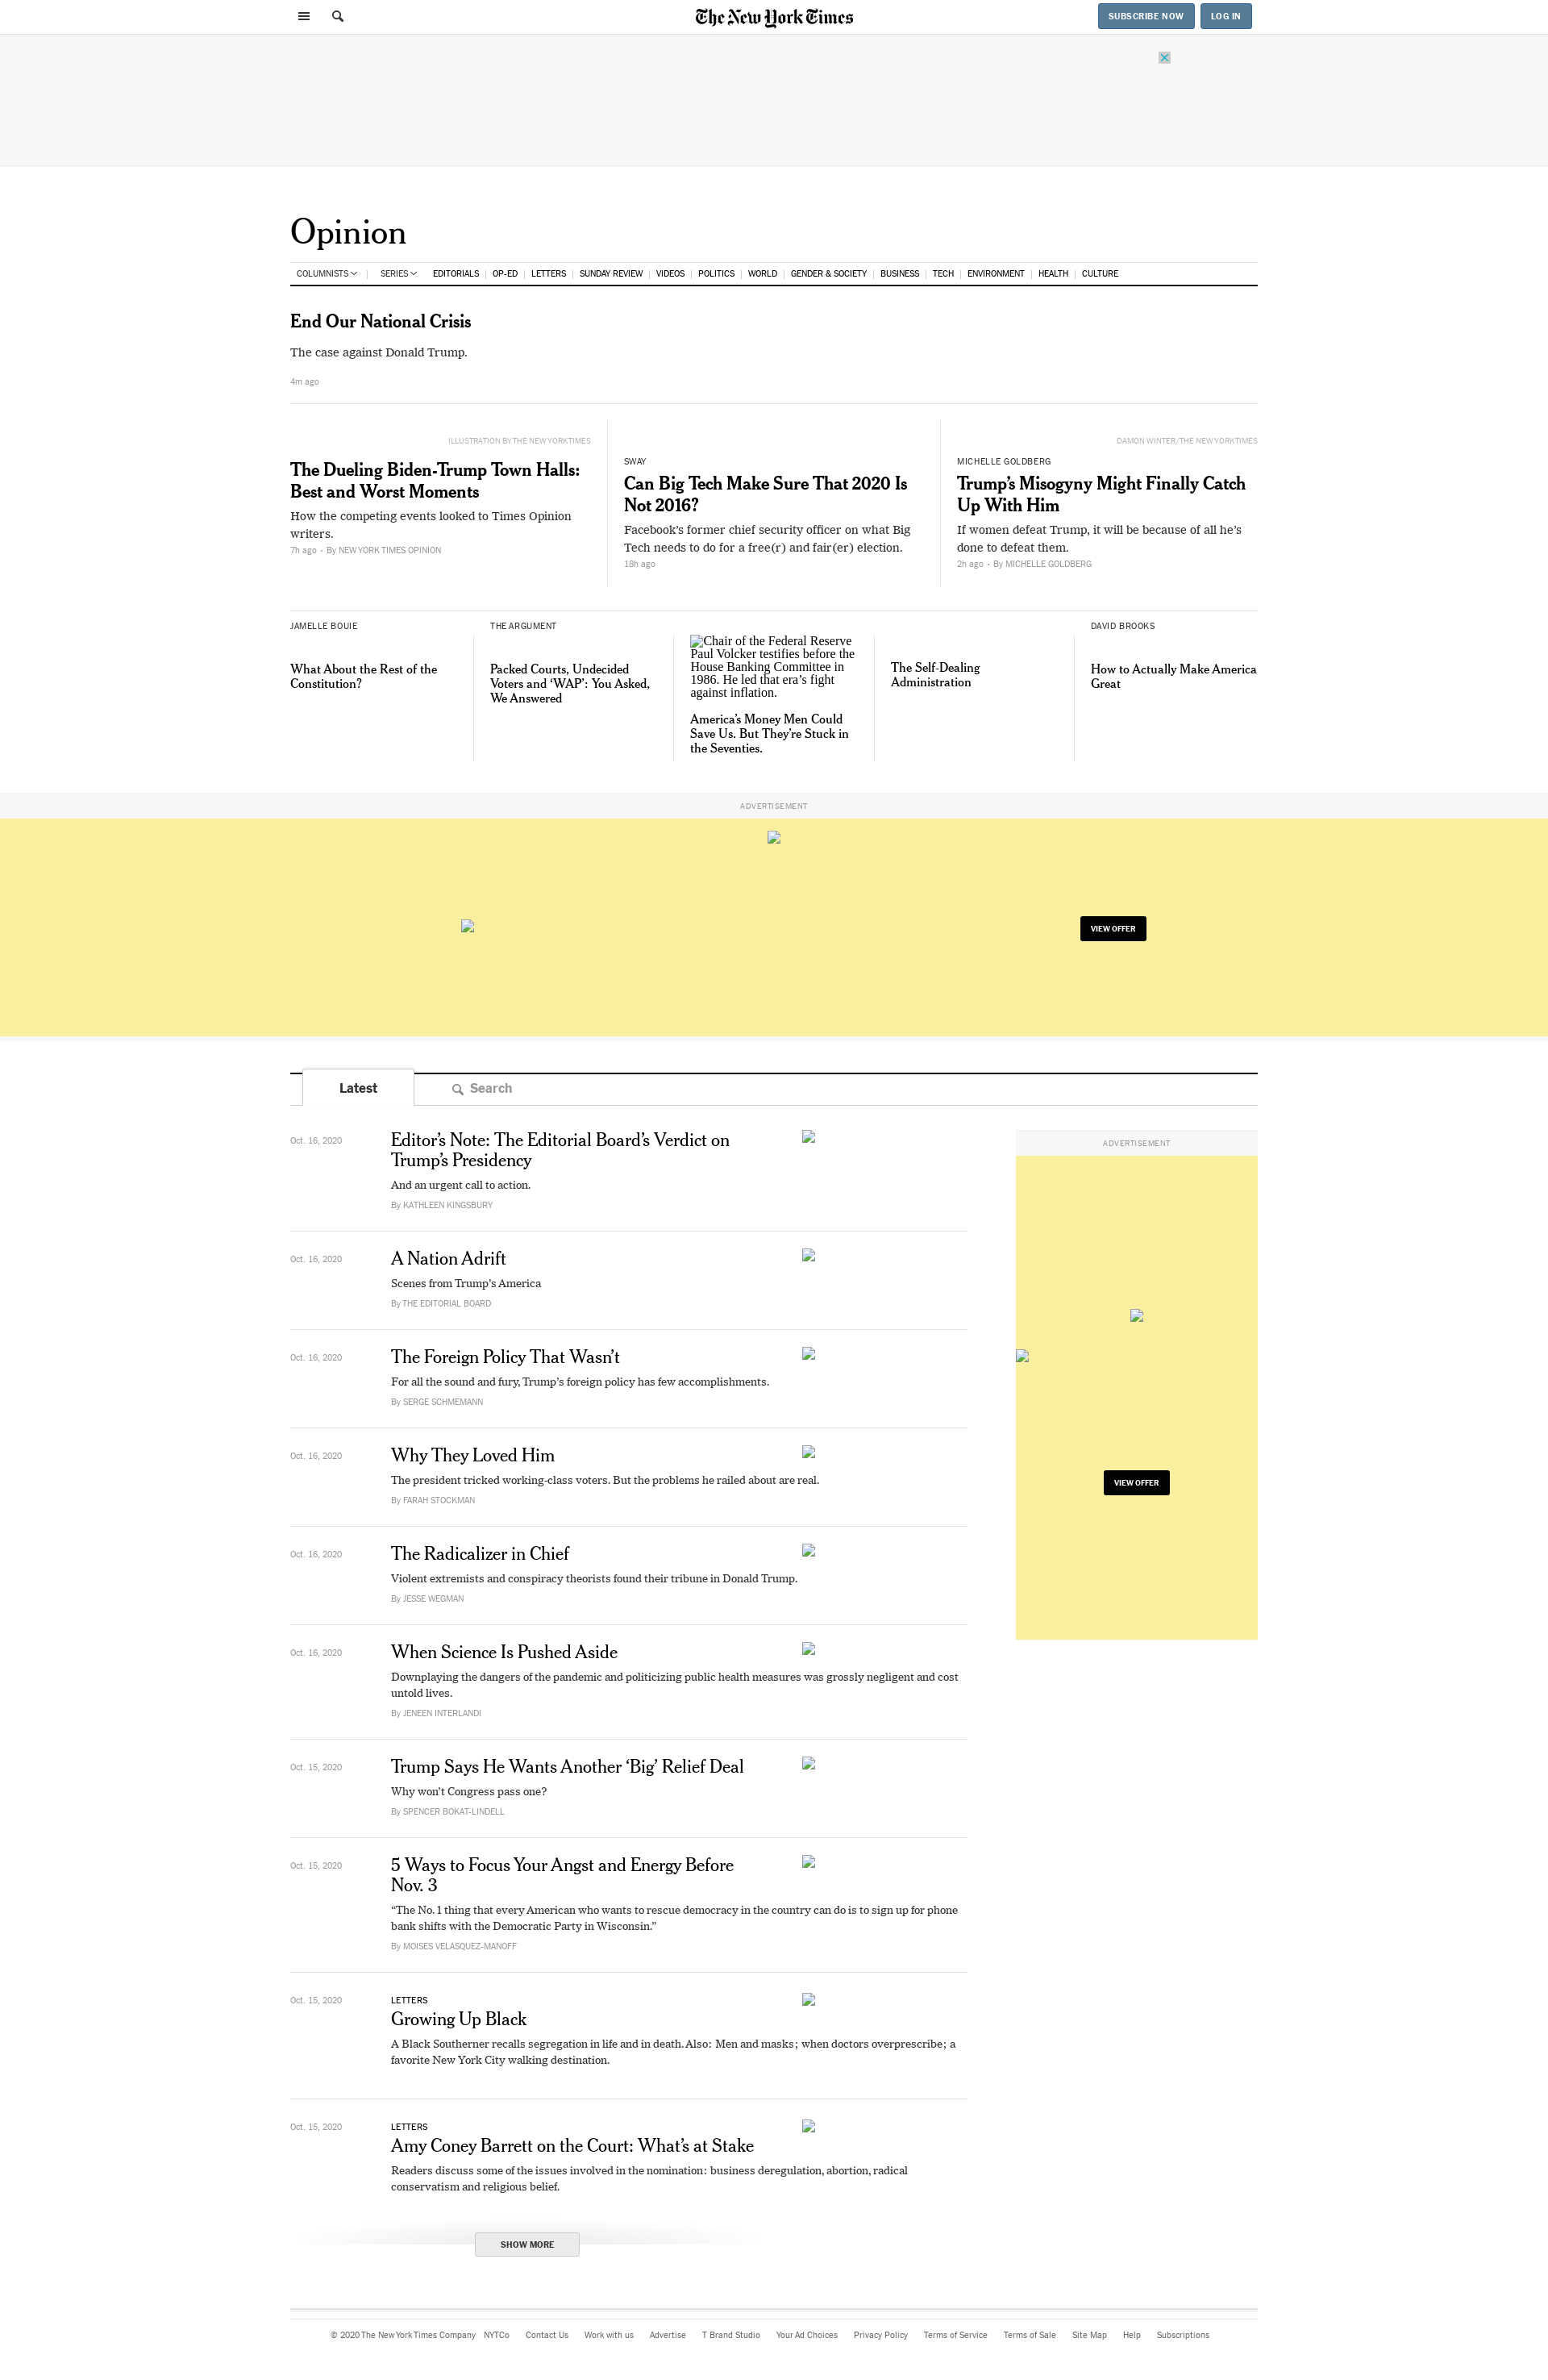 The New York Times
SUBSCRIBE NOW
LOG IN
Opinion
COLUMNISTS
SERIES
EDITORIALS
OP-ED
LETTERS
SUNDAY REVIEW
VIDEOS
POLITICS
WORLD
GENDER & SOCIETY
BUSINESS
TECH
ENVIRONMENT
HEALTH
CULTURE
End Our National Crisis
The case against Donald Trump.
4m ago
ILLUSTRATION BY THE NEW YORK TIMES
The Dueling Biden-Trump Town Halls:
Best and Worst Moments
How the competing events looked to Times Opinion
writers.
7h ago • By NEW YORK TIMES OPINION
SWAY
Can Big Tech Make Sure That 2020 Is
Not 2016?
Facebook’s former chief security officer on what Big
Tech needs to do for a free(r) and fair(er) election.
18h ago
DAMON WINTER/THE NEW YORK TIMES
MICHELLE GOLDBERG
Trump’s Misogyny Might Finally Catch
Up With Him
If women defeat Trump, it will be because of all he’s
done to defeat them.
2h ago • By MICHELLE GOLDBERG
JAMELLE BOUIE
What About the Rest of the
Constitution?
THE ARGUMENT
Packed Courts, Undecided
Voters and ‘WAP’: You Asked,
We Answered
Chair of the Federal Reserve
Paul Volcker testifies before the
House Banking Committee in
1986. He led that era’s fight
against inflation.
America’s Money Men Could
Save Us. But They’re Stuck in
the Seventies.
The Self-Dealing
Administration
DAVID BROOKS
How to Actually Make America
Great
ADVERTISEMENT
VIEW OFFER
Latest
Search
Oct. 16, 2020
Editor’s Note: The Editorial Board’s Verdict on
Trump’s Presidency
And an urgent call to action.
By KATHLEEN KINGSBURY
ADVERTISEMENT
VIEW OFFER
Oct. 16, 2020
A Nation Adrift
Scenes from Trump’s America
By THE EDITORIAL BOARD
Oct. 16, 2020
The Foreign Policy That Wasn’t
For all the sound and fury, Trump’s foreign policy has few accomplishments.
By SERGE SCHMEMANN
Oct. 16, 2020
Why They Loved Him
The president tricked working-class voters. But the problems he railed about are real.
By FARAH STOCKMAN
Oct. 16, 2020
The Radicalizer in Chief
Violent extremists and conspiracy theorists found their tribune in Donald Trump.
By JESSE WEGMAN
Oct. 16, 2020
When Science Is Pushed Aside
Downplaying the dangers of the pandemic and politicizing public health measures was grossly negligent and cost
untold lives.
By JENEEN INTERLANDI
Oct. 15, 2020
Trump Says He Wants Another ‘Big’ Relief Deal
Why won’t Congress pass one?
By SPENCER BOKAT-LINDELL
Oct. 15, 2020
5 Ways to Focus Your Angst and Energy Before
Nov. 3
“The No. 1 thing that every American who wants to rescue democracy in the country can do is to sign up for phone
bank shifts with the Democratic Party in Wisconsin.”
By MOISES VELASQUEZ-MANOFF
Oct. 15, 2020
LETTERS
Growing Up Black
A Black Southerner recalls segregation in life and in death. Also: Men and masks; when doctors overprescribe; a
favorite New York City walking destination.
Oct. 15, 2020
LETTERS
Amy Coney Barrett on the Court: What’s at Stake
Readers discuss some of the issues involved in the nomination: business deregulation, abortion, radical
conservatism and religious belief.
SHOW MORE
© 2020 The New York Times Company
NYTCo
Contact Us
Work with us
Advertise
T Brand Studio
Your Ad Choices
Privacy Policy
Terms of Service
Terms of Sale
Site Map
Help
Subscriptions